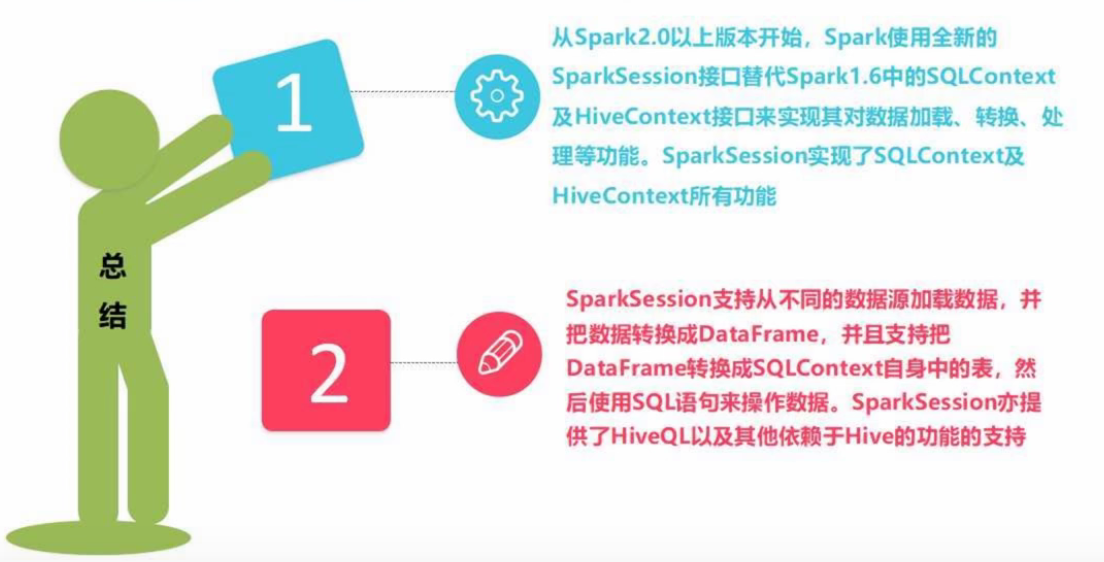 总
结
1
从Spark2.0以上版本开始，Spark使用全新的
SparkSession接口替代Spark1.6中的SQLContext
及HiveContext接口来实现其对数据加载、转换、处
理等功能。SparkSession实现了SQLContext及
HiveContext所有功能
2
SparkSession支持从不同的数据源加载数据，并
把数据转换成DataFrame，并且支持把
DataFrame转换成SQLContext自身中的表，然
后使用SQL语句来操作数据。SparkSession亦提
供了HiveQL以及其他依赖于Hive的功能的支持